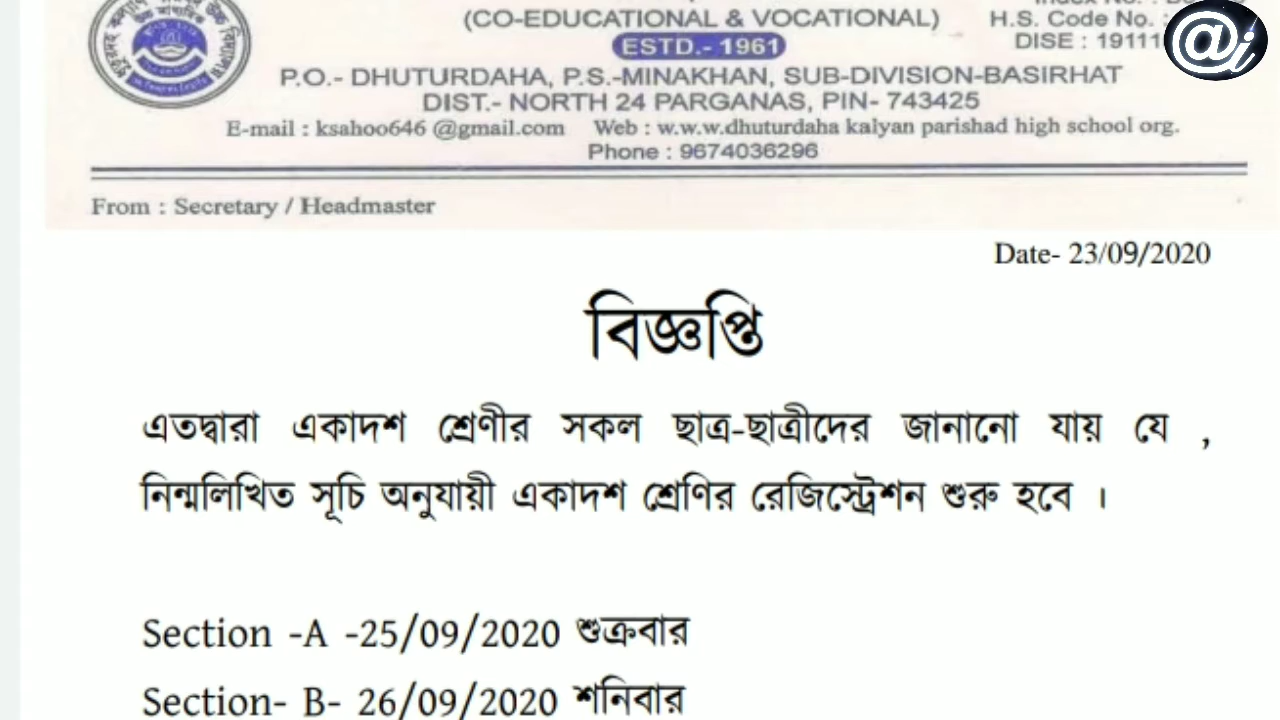 (CO-EDUCATIONAL & VOCATIONAL)
H.S. Code No. :
ESTD.- 1961
DISE : 19111
P.O.- DHUTURDAHA, P.S.-MINAKHAN, SUB-DIVISION-BASIRHAT
DIST.- NORTH 24 PARGANAS, PIN- 743425
E-mail : ksahoo646 @gmail.com Web : w.w.w.dhuturdaha kalyan parishad high school org.
Phone : 9674036296
From : Secretary / Headmaster
Date- 23/09/2020
বিজ্ঞপ্তি
এতদ্বারা একাদশ শ্রেণীর সকল ছাত্র-ছাত্রীদের জানানো যায় যে ,
নিন্মলিখিত সূচি অনুযায়ী একাদশ শ্রেণির রেজিস্ট্রেশন শুরু হবে ।
Section -A -25/09/2020 শুক্রবার
Section- B- 26/09/2020 শনিবার
@i